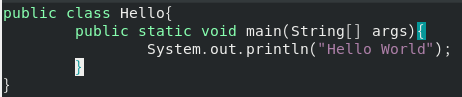 public class Hello{
        public static void main(String[] args){
                System.out.println("Hello World");
        }
}